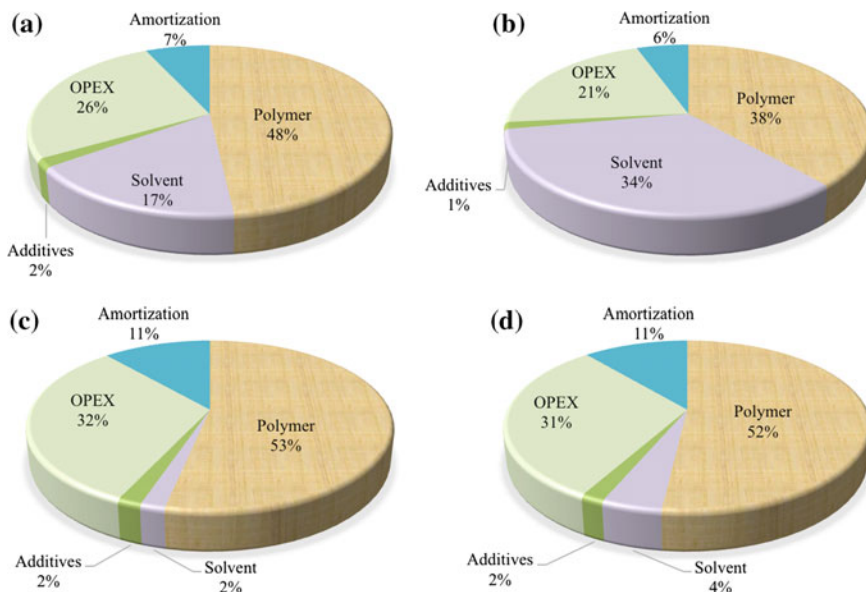 (a)
Amortization
7%
OPEX
26%
Polymer
48%
Solvent
17%
Additives
2%
(b)
Amortization
6%
OPEX
21%
Polymer
38%
Solvent
34%
Additives
1%
(c)
Amortization
11%
OPEX
32%
Polymer
53%
Additives
2%
Solvent
2%
(d)
Amortization
11%
OPEX
31%
Polymer
52%
Additives
2%
Solvent
4%